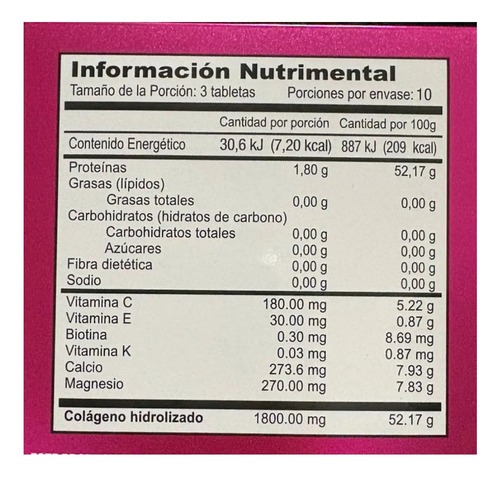 Información Nutrimental
Tamaño de la Porción: 3 tabletas Porciones por envase: 10
Cantidad por porción Cantidad por 100g
Contenido Energético 30,6 kJ (7,20 kcal) 887 kJ (209 kcal)
Proteínas 1,80 g 52,17 g
Grasas (lípidos)
Grasas totales 0,00 g 0,00 g
Carbohidratos (hidratos de carbono)
Carbohidratos totales 0,00 g 0,00 g
Azúcares 0,00 g 0,00 g
Fibra dietética 0,00 g 0,00 g
Sodio 0,00 g 0,00 g
Vitamina C 180.00 mg 5.22 g
Vitamina E 30.00 mg 0.87 g
Biotina 0.30 mg 8.69 mg
Vitamina K 0.03 mg 0.87 mg
Calcio 273.6 mg 7.93 g
Magnesio 270.00 mg 7.83 g
Colágeno hidrolizado 1800.00 mg 52.17 g